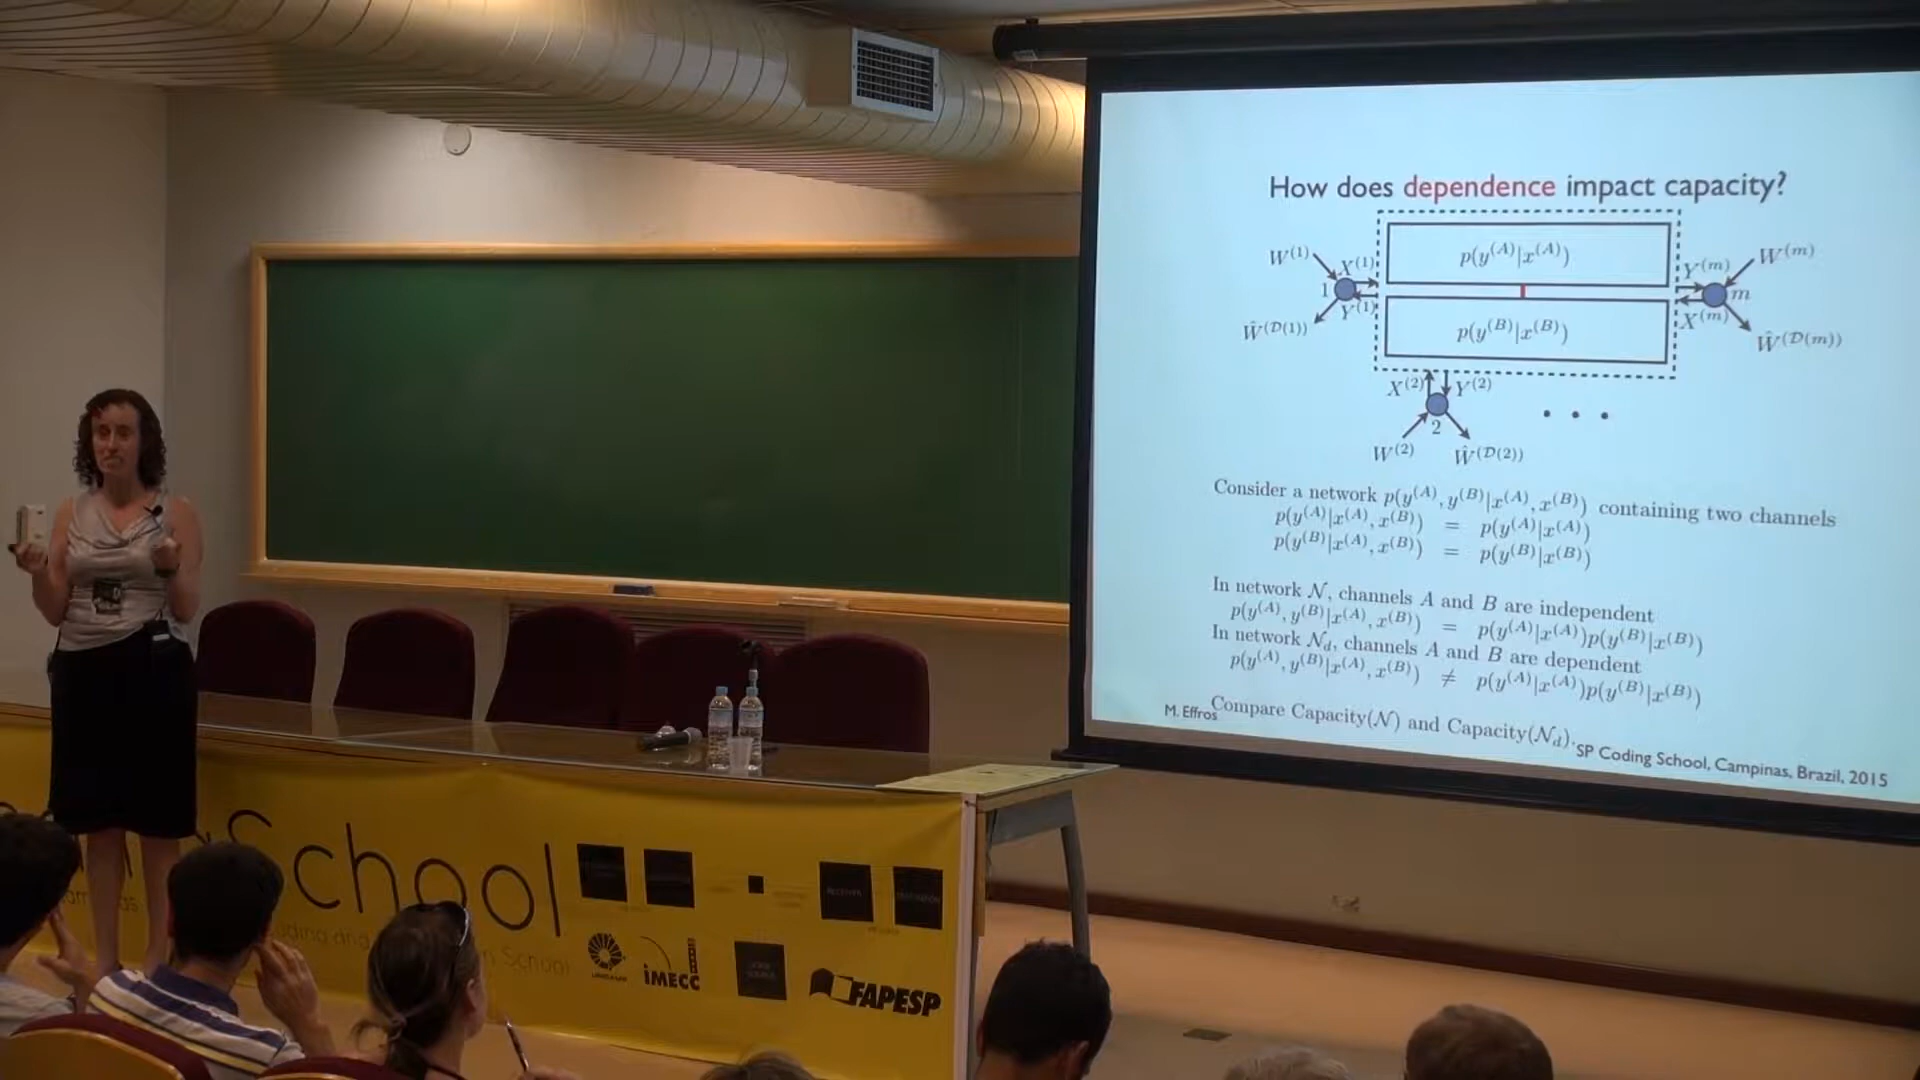 How does dependence impact capacity?
p(y^(A)|x^(A))
p(y^(B)|x^(B))
W^(1)
X^(1)
1
Y^(1)
Ŵ^(D(1))
Y^(m)
W^(m)
m
X^(m)
Ŵ^(D(m))
X^(2)
Y^(2)
2
W^(2)
Ŵ^(D(2))
• • •
Consider a network p(y^(A), y^(B)|x^(A), x^(B)) containing two channels
p(y^(A)|x^(A), x^(B)) = p(y^(A)|x^(A))
p(y^(B)|x^(A), x^(B)) = p(y^(B)|x^(B))
In network 𝒩, channels A and B are independent
p(y^(A), y^(B)|x^(A), x^(B)) = p(y^(A)|x^(A))p(y^(B)|x^(B))
In network 𝒩_d, channels A and B are dependent
p(y^(A), y^(B)|x^(A), x^(B)) ≠ p(y^(A)|x^(A))p(y^(B)|x^(B))
Compare Capacity(𝒩) and Capacity(𝒩_d).
M. Effros
SP Coding School, Campinas, Brazil, 2015
School
School
RECEIVER
IMECC
FAPESP